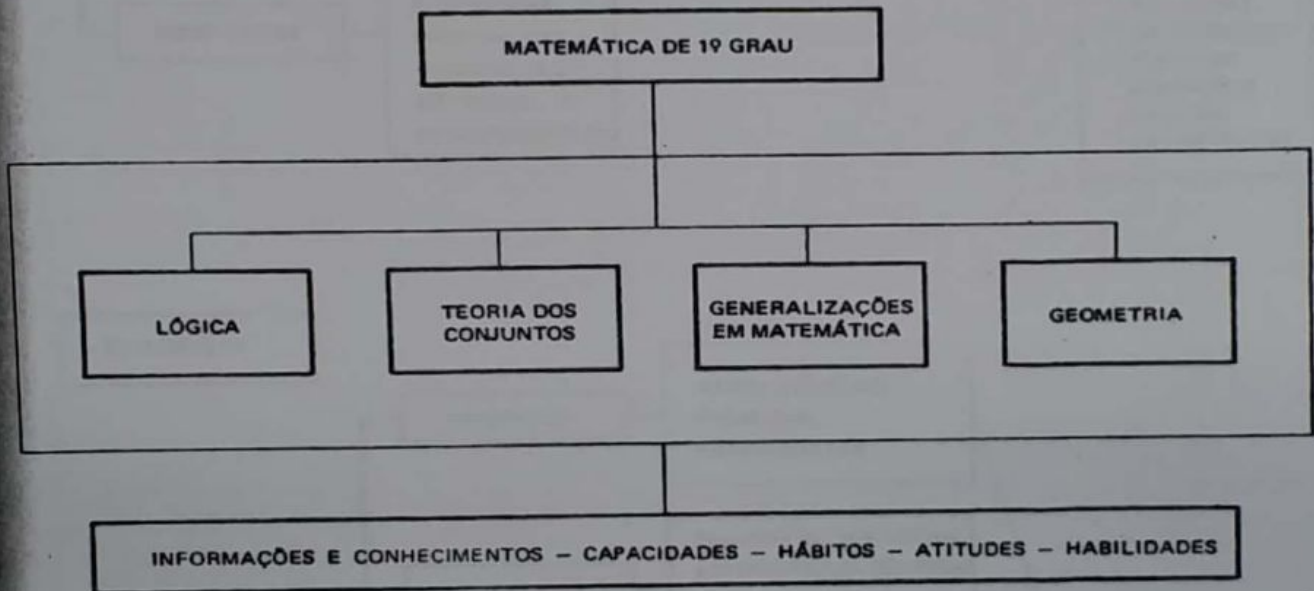 MATEMÁTICA DE 1º GRAU
LÓGICA
TEORIA DOS
CONJUNTOS
GENERALIZAÇÕES
EM MATEMÁTICA
GEOMETRIA
INFORMAÇÕES E CONHECIMENTOS – CAPACIDADES – HÁBITOS – ATITUDES – HABILIDADES